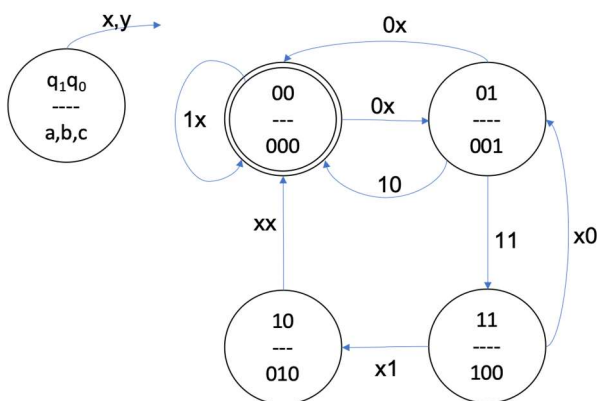 x,y
q₁q₀
----
a,b,c
0x
1x
00
---
000
0x
01
----
001
10
xx
11
x0
10
---
010
x1
11
----
100